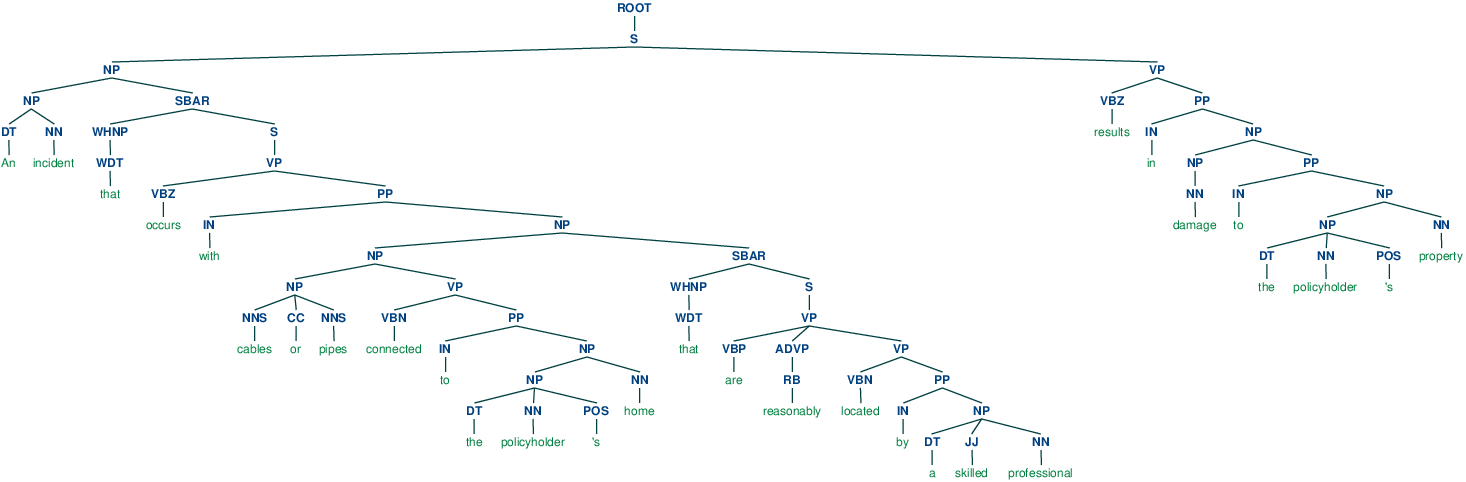 ROOT
S
NP VP
NP SBAR VBZ PP
DT NN WHNP S results IN NP
An incident WDT VP in NP PP
that VBZ PP NN IN NP
occurs IN NP damage to NP NN
with NP SBAR DT NN POS property
NP VP WHNP S the policyholder 's
NNS CC NNS VBN PP WDT VP
cables or pipes connected IN NP that VBP ADVP VP
to NP NN are RB VBN PP
DT NN POS home reasonably located IN NP
the policyholder 's by DT JJ NN
a skilled professional